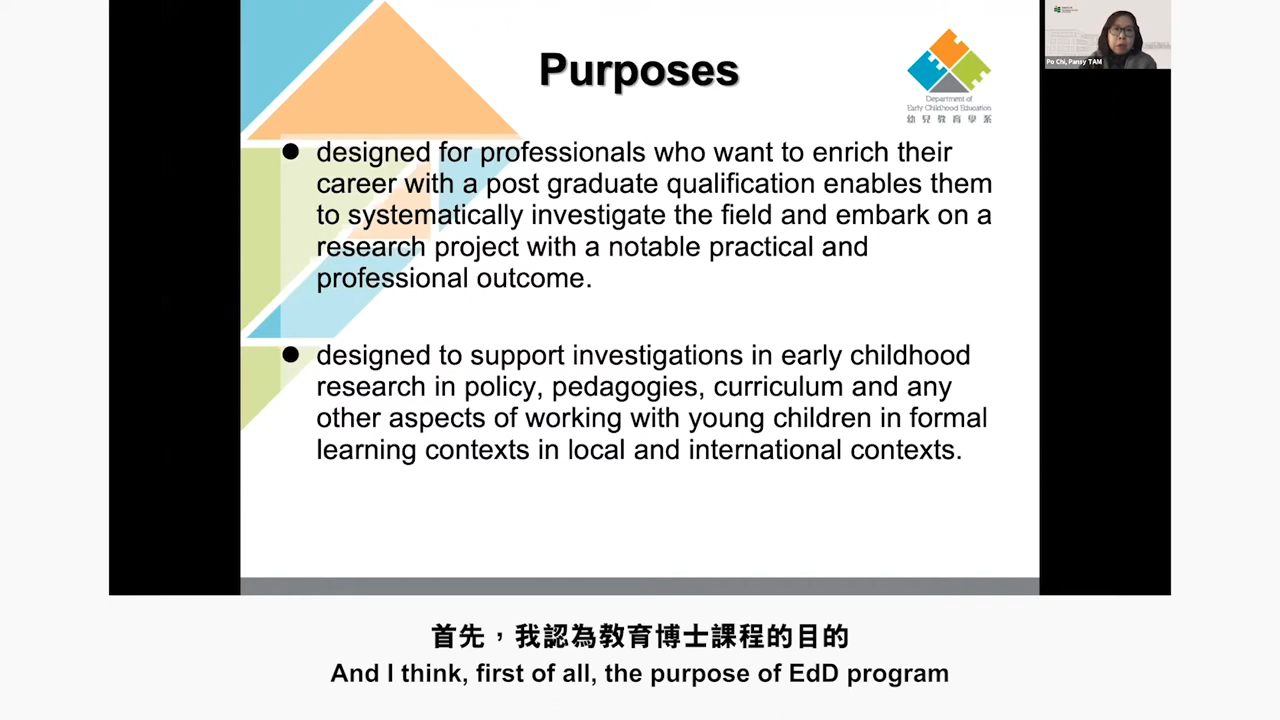 Purposes
Department of
Early Childhood Education
幼兒教育學系
Po Chi, Pansy TAM
● designed for professionals who want to enrich their
career with a post graduate qualification enables them
to systematically investigate the field and embark on a
research project with a notable practical and
professional outcome.
● designed to support investigations in early childhood
research in policy, pedagogies, curriculum and any
other aspects of working with young children in formal
learning contexts in local and international contexts.
首先，我認為教育博士課程的目的
And I think, first of all, the purpose of EdD program